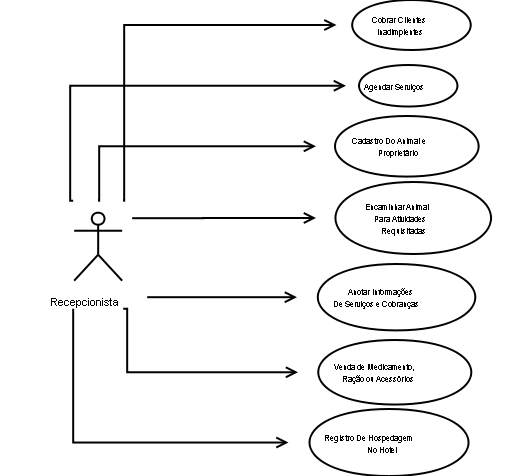 Cobrar Clientes
Inadimplentes
Agendar Serviços
Cadastro Do Animal e
Proprietário
Encaminhar Animal
Para Atividades
Requisitadas
Recepcionista
Anotar Informações
De Serviços e Cobranças
Venda de Medicamento,
Ração ou Acessórios
Registro De Hospedagem
No Hotel